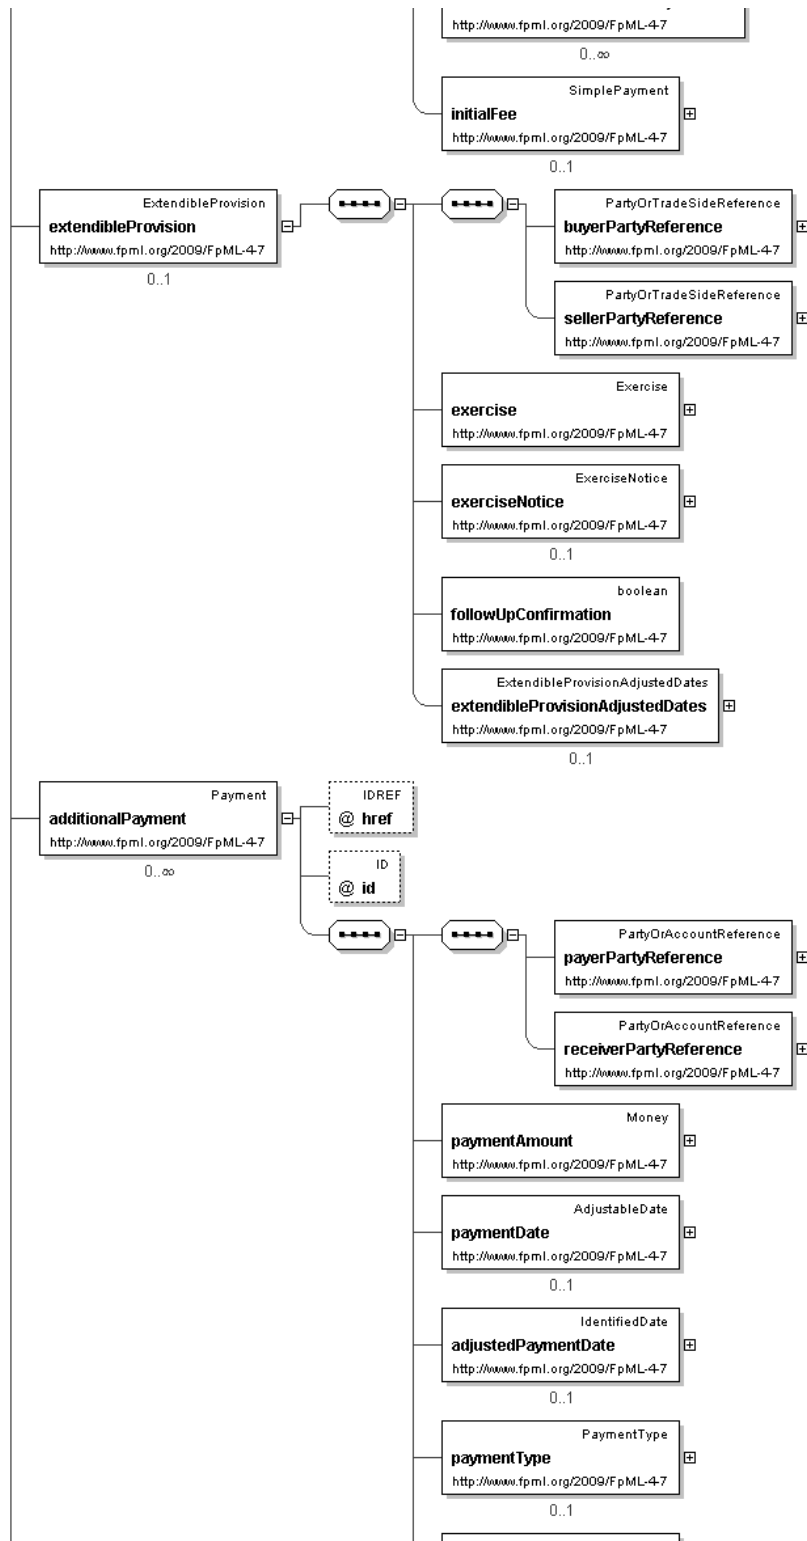 http://www.fpml.org/2009/FpML-4-7
0..∞
SimplePayment
initialFee
http://www.fpml.org/2009/FpML-4-7
0..1
ExtendibleProvision
extendibleProvision
http://www.fpml.org/2009/FpML-4-7
0..1
PartyOrTradeSideReference
buyerPartyReference
http://www.fpml.org/2009/FpML-4-7
PartyOrTradeSideReference
sellerPartyReference
http://www.fpml.org/2009/FpML-4-7
Exercise
exercise
http://www.fpml.org/2009/FpML-4-7
ExerciseNotice
exerciseNotice
http://www.fpml.org/2009/FpML-4-7
0..1
boolean
followUpConfirmation
http://www.fpml.org/2009/FpML-4-7
ExtendibleProvisionAdjustedDates
extendibleProvisionAdjustedDates
http://www.fpml.org/2009/FpML-4-7
0..1
Payment
additionalPayment
http://www.fpml.org/2009/FpML-4-7
0..∞
IDREF
@ href
ID
@ id
PartyOrAccountReference
payerPartyReference
http://www.fpml.org/2009/FpML-4-7
PartyOrAccountReference
receiverPartyReference
http://www.fpml.org/2009/FpML-4-7
Money
paymentAmount
http://www.fpml.org/2009/FpML-4-7
AdjustableDate
paymentDate
http://www.fpml.org/2009/FpML-4-7
0..1
IdentifiedDate
adjustedPaymentDate
http://www.fpml.org/2009/FpML-4-7
0..1
PaymentType
paymentType
http://www.fpml.org/2009/FpML-4-7
0..1